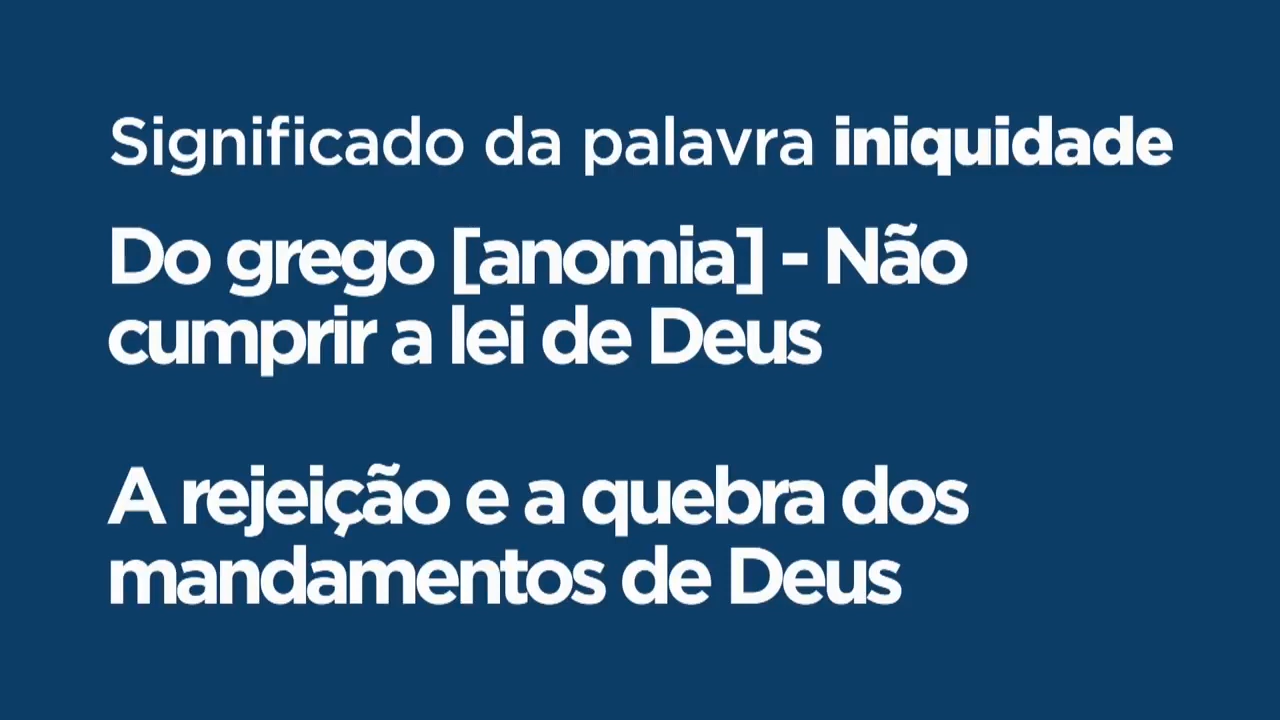 Significado da palavra iniquidade
Do grego [anomia] - Não
cumprir a lei de Deus
A rejeição e a quebra dos
mandamentos de Deus